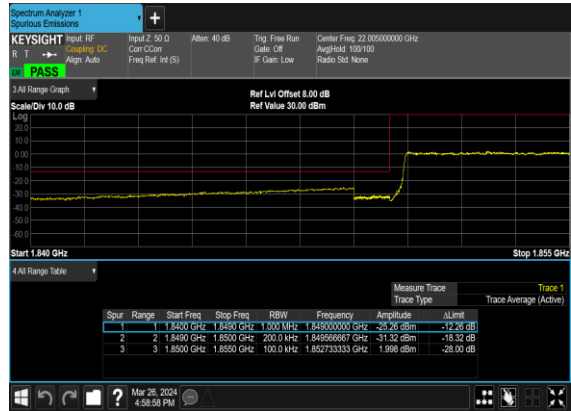 Spectrum Analyzer 1
Spurious Emissions
+
KEYSIGHT Input: RF Input Z: 50 Ω Atten: 40 dB Trig: Free Run Center Freq: 22.005000000 GHz
R T Coupling: DC Corr CCorr Gate: Off Avg|Hold: 100/100
Align: Auto Freq Ref: Int (S) IF Gain: Low Radio Std: None
PASS
3 All Range Graph
Ref Lvl Offset 8.00 dB
Scale/Div 10.0 dB Ref Value 30.00 dBm
Log
20.0
10.0
0.00
-10.0
-20.0
-30.0
-40.0
-50.0
-60.0
Start 1.840 GHz Stop 1.855 GHz
4 All Range Table
Measure Trace Trace 1
Trace Type Trace Average (Active)
Spur Range Start Freq Stop Freq RBW Frequency Amplitude ΔLimit
1 1 1.8400 GHz 1.8490 GHz 1.000 MHz 1.849000000 GHz -25.26 dBm -12.26 dB
2 2 1.8490 GHz 1.8500 GHz 200.0 kHz 1.849566667 GHz -31.32 dBm -18.32 dB
3 3 1.8500 GHz 1.8550 GHz 100.0 kHz 1.852733333 GHz 1.998 dBm -28.00 dB
? Mar 26, 2024
4:58:58 PM